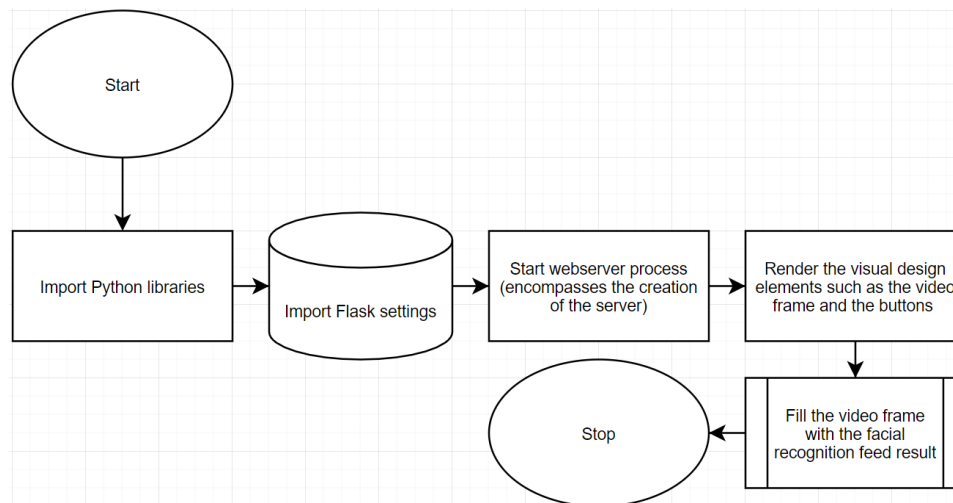 Start
Import Python libraries
Import Flask settings
Start webserver process
(encompasses the creation
of the server)
Render the visual design
elements such as the video
frame and the buttons
Fill the video frame
with the facial
recognition feed result
Stop